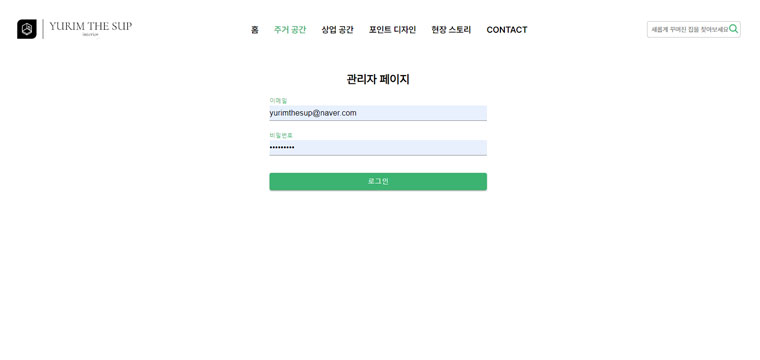 YURIM THE SUP
홈 주거 공간 상업 공간 포인트 디자인 현장 스토리 CONTACT
새롭게 꾸며진 집을 찾아보세요
관리자 페이지
이메일
yurimthesup@naver.com
비밀번호
•••••••••
로그인